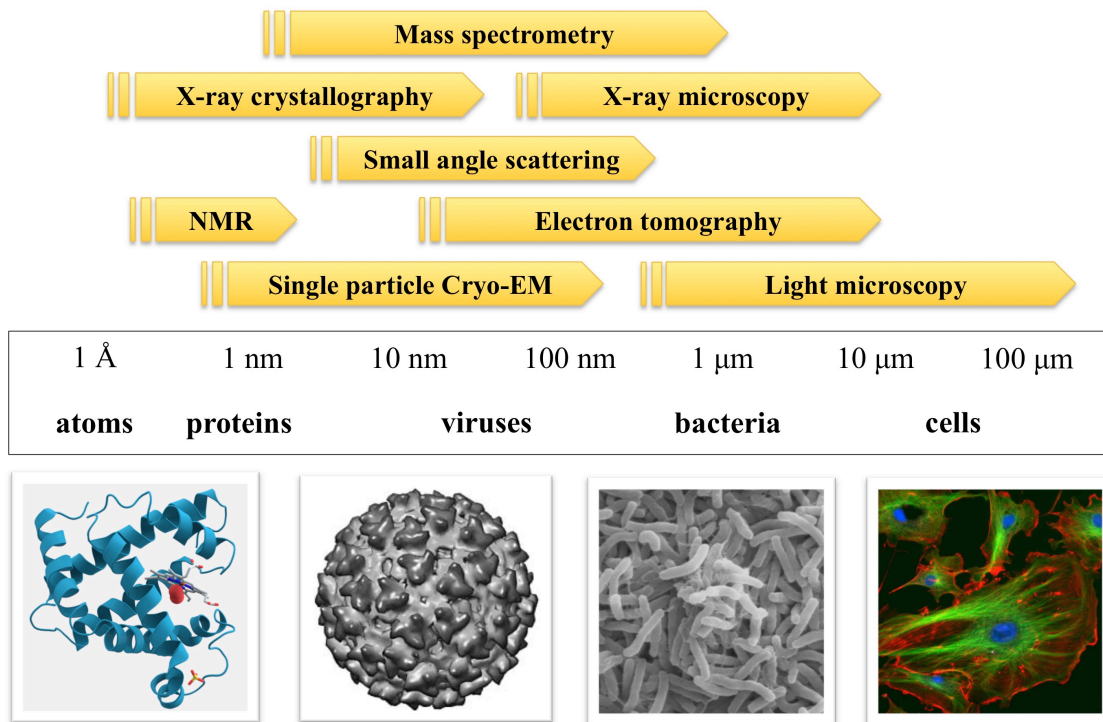 Mass spectrometry
X-ray crystallography X-ray microscopy
Small angle scattering
NMR Electron tomography
Single particle Cryo-EM Light microscopy
1 Å 1 nm 10 nm 100 nm 1 μm 10 μm 100 μm
atoms proteins viruses bacteria cells